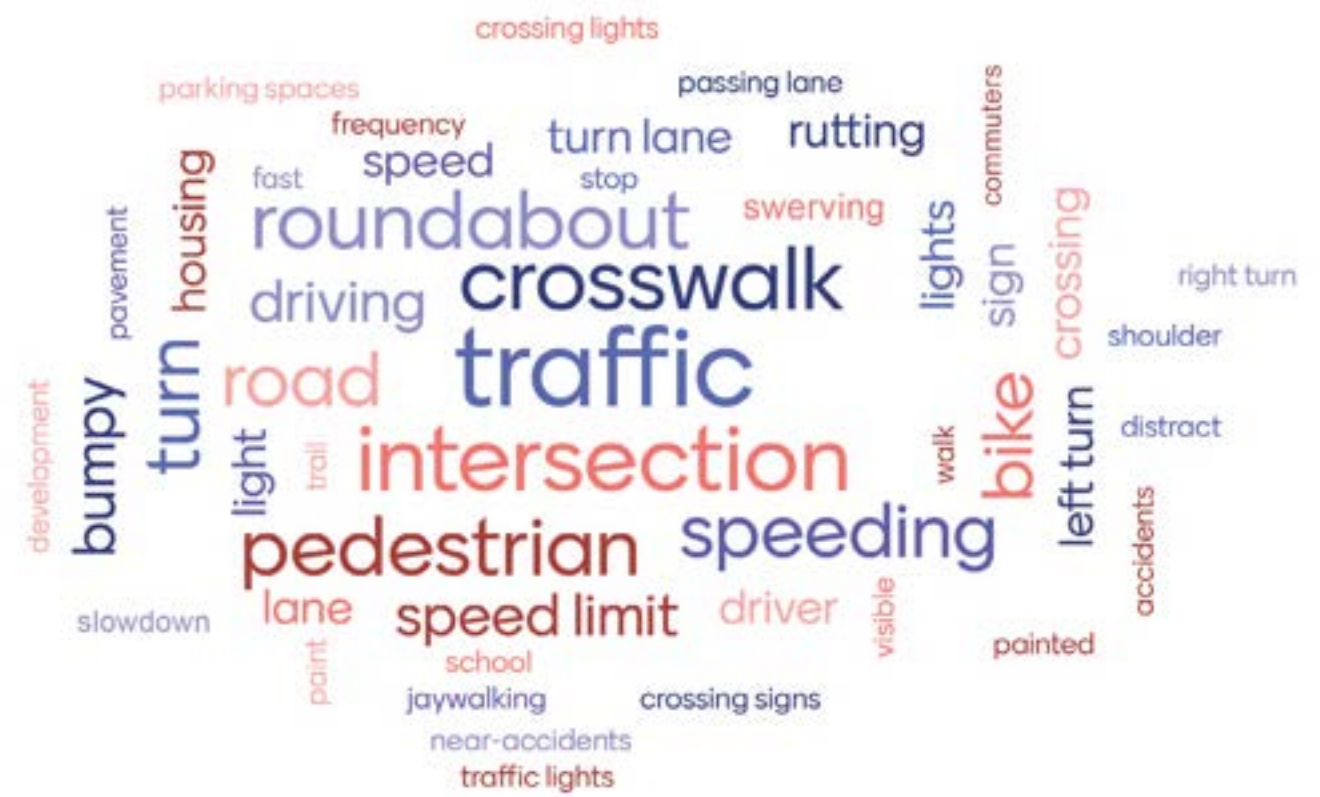 crossing lights
parking spaces
passing lane
commuters
frequency
turn lane
rutting
speed
housing
fast
stop
roundabout
swerving
lights
crossing
pavement
sign
crosswalk
driving
right turn
traffic
shoulder
turn
road
bumpy
bike
left turn
development
distract
light
trail
intersection
walk
speeding
accidents
pedestrian
visible
lane
speed limit
driver
slowdown
painted
paint
school
jaywalking
crossing signs
near-accidents
traffic lights